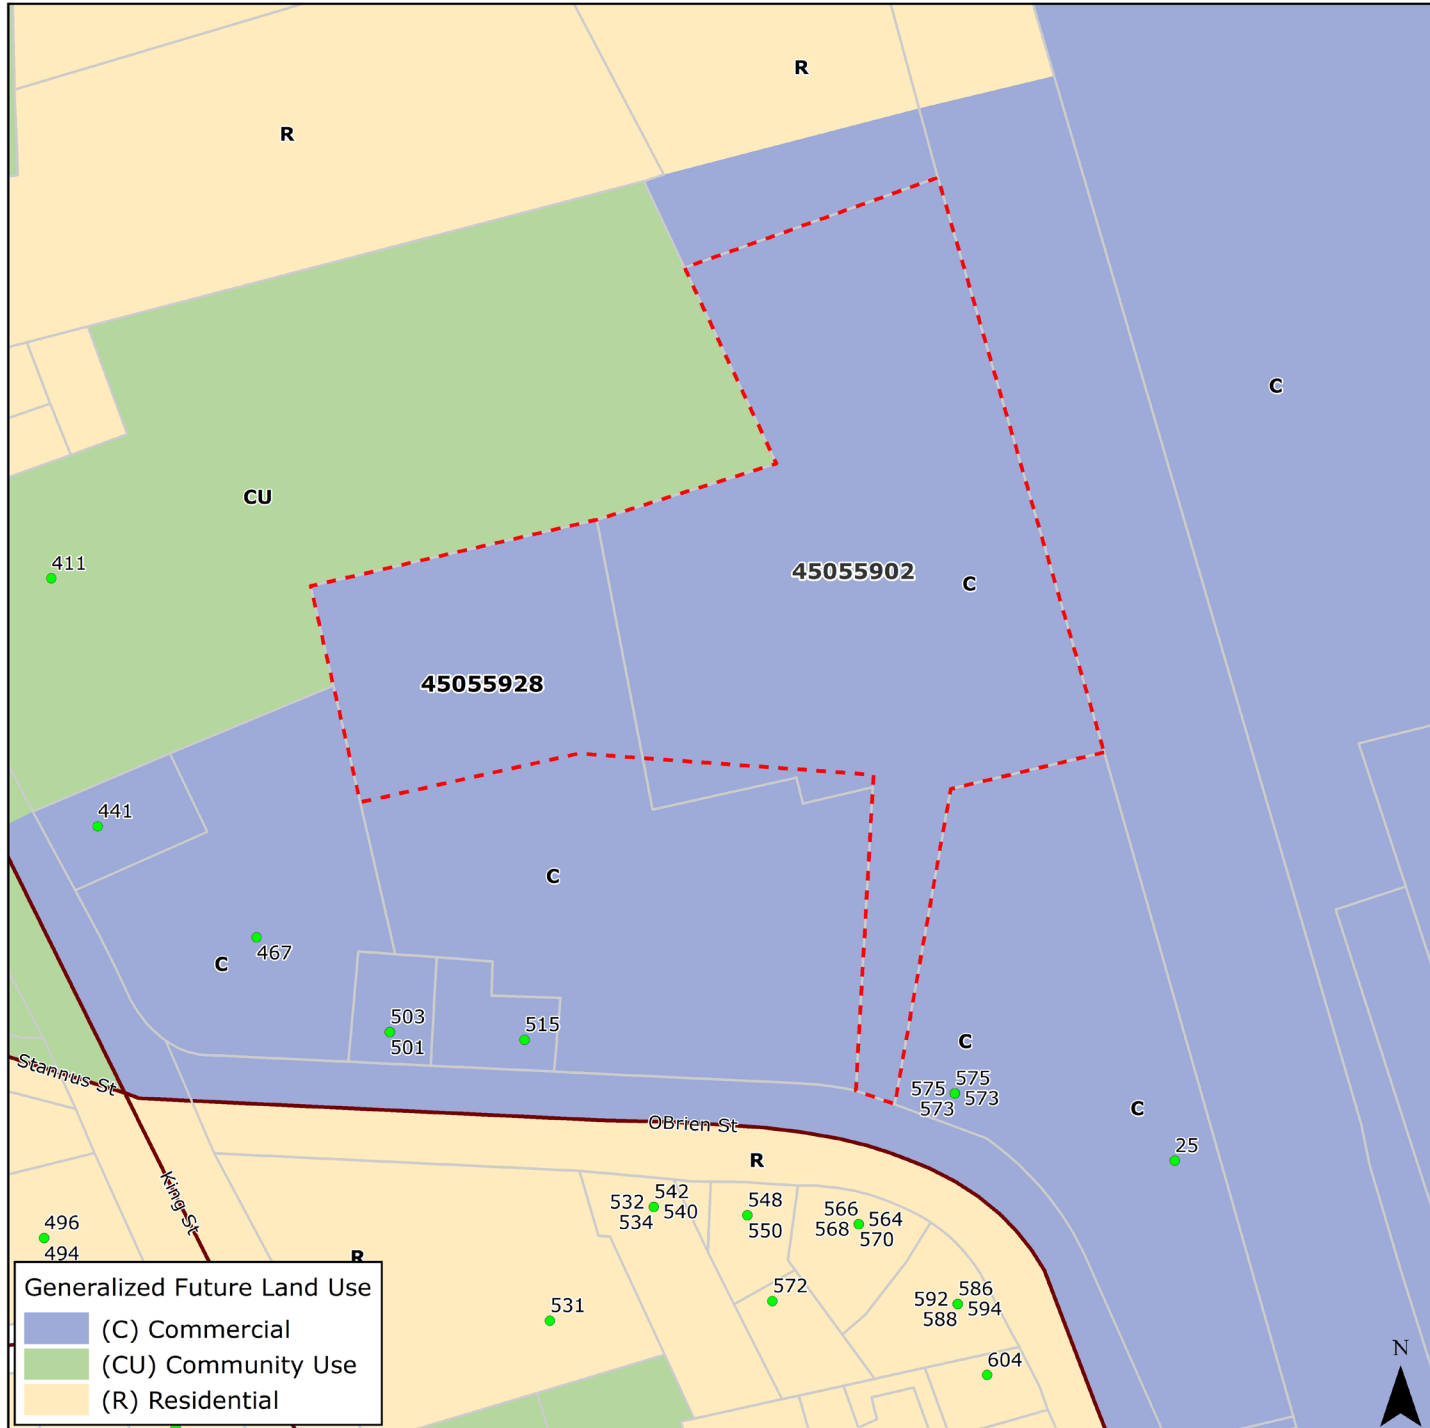 R
R
C
CU
411
45055902
C
45055928
441
C
467
C
503
501
515
C
575
575
573
573
C
25
Stannus St
OBrien St
R
King St
532
542
534
540
548
550
566
564
568
570
496
494
R
572
531
592
586
588
594
604
N
Generalized Future Land Use
(C) Commercial
(CU) Community Use
(R) Residential